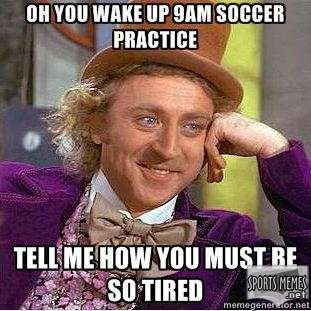 OH YOU WAKE UP 9AM SOCCER
PRACTICE
TELL ME HOW YOU MUST BE
SO TIRED
SPORTS MEMES
.net
memegenerator.net